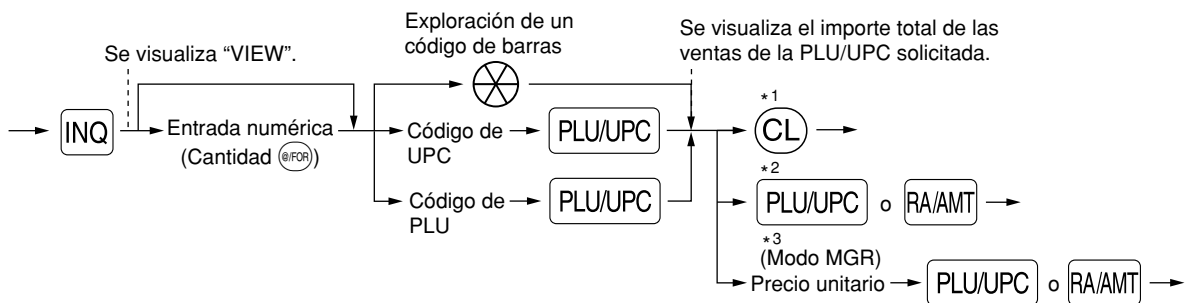 Exploración de un
código de barras
Se visualiza el importe total de las
ventas de la PLU/UPC solicitada.
Se visualiza “VIEW”.
*1
INQ
Entrada numérica
(Cantidad @/FOR)
Código de
UPC
PLU/UPC
CL
*2
Código de
PLU
PLU/UPC
PLU/UPC o RA/AMT
*3
(Modo MGR)
Precio unitario
PLU/UPC o RA/AMT